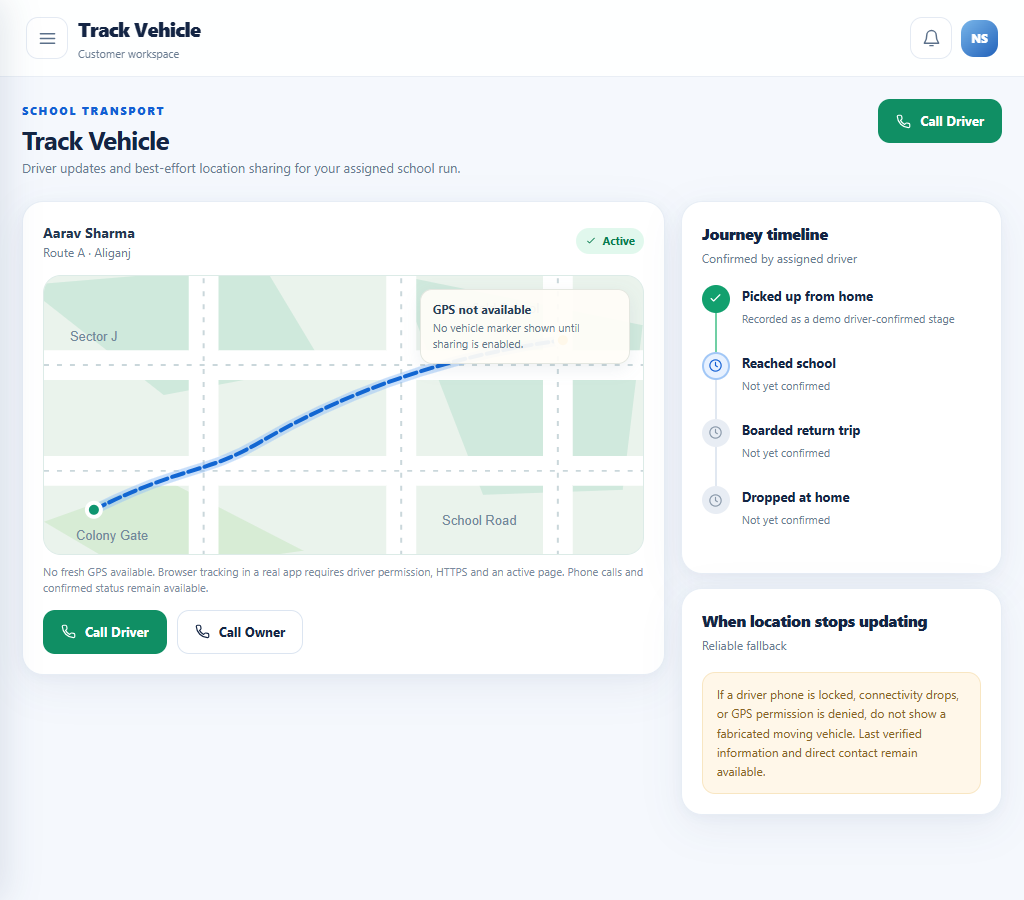 Track Vehicle
Customer workspace
NS
SCHOOL TRANSPORT
Track Vehicle
Driver updates and best-effort location sharing for your assigned school run.
Call Driver
Aarav Sharma
Route A · Aliganj
Active
Sector J
GPS not available
No vehicle marker shown until
sharing is enabled.
School Road
Colony Gate
No fresh GPS available. Browser tracking in a real app requires driver permission, HTTPS and an active page. Phone calls and
confirmed status remain available.
Call Driver
Call Owner
Journey timeline
Confirmed by assigned driver
Picked up from home
Recorded as a demo driver-confirmed stage
Reached school
Not yet confirmed
Boarded return trip
Not yet confirmed
Dropped at home
Not yet confirmed
When location stops updating
Reliable fallback
If a driver phone is locked, connectivity drops,
or GPS permission is denied, do not show a
fabricated moving vehicle. Last verified
information and direct contact remain
available.